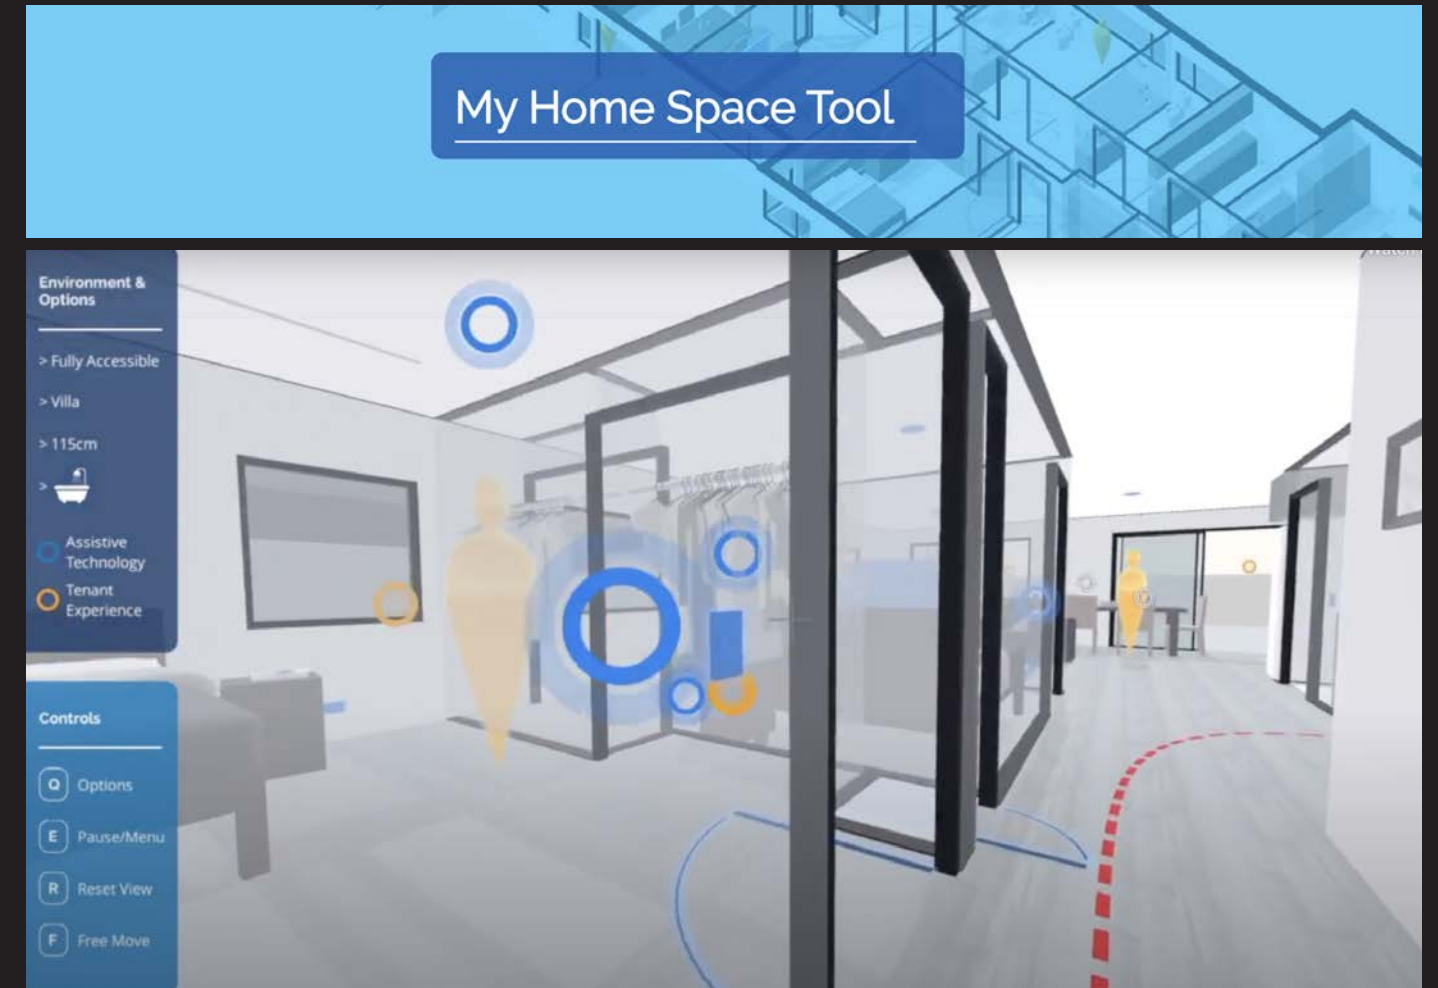 My Home Space Tool
Environment &
Options
> Fully Accessible
> Villa
> 115cm
>
Assistive
Technology
Tenant
Experience
Controls
Q Options
E Pause/Menu
R Reset View
F Free Move